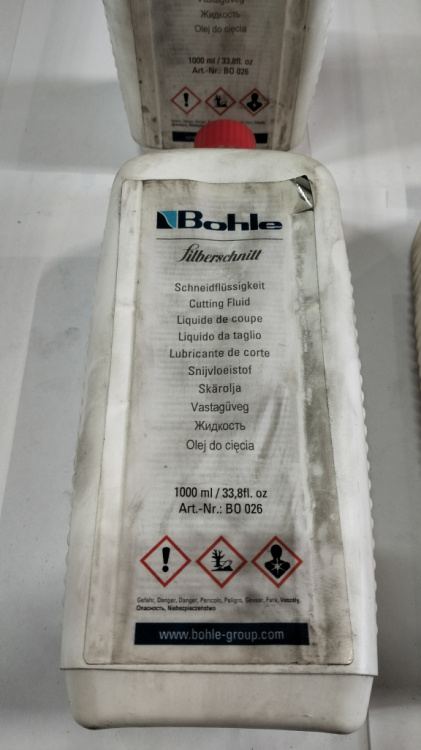 Vastagüveg
Жидкость
Olej do cięcia
1000 ml / 33,8fl. oz
Art.-Nr.: BO 026
Bohle
Silberschnitt
Schneidflüssigkeit
Cutting Fluid
Liquide de coupe
Liquido da taglio
Lubricante de corte
Snijvloeistof
Skärolja
Vastagüveg
Жидкость
Olej do cięcia
1000 ml / 33,8fl. oz
Art.-Nr.: BO 026
Gefahr, Danger, Danger, Pericolo, Peligro, Gevaar, Fara, Veszély,
Опасность, Niebezpieczeństwo
www.bohle-group.com